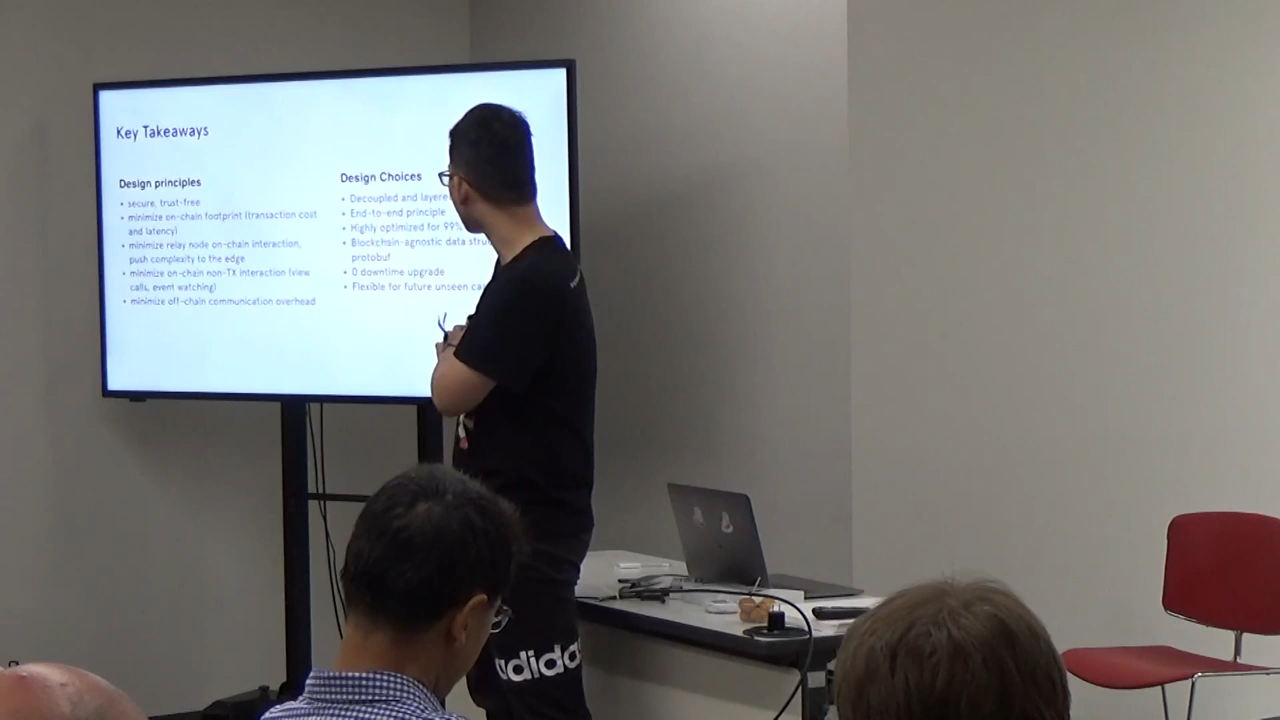 Key Takeaways
Design principles
• secure, trust-free
• minimize on-chain footprint (transaction cost
and latency)
• minimize relay node on-chain interaction,
push complexity to the edge
• minimize on-chain non-TX interaction (view
calls, event watching)
• minimize off-chain communication overhead
Design Choices
• Decoupled and layere
• End-to-end principle
• Highly optimized for 99%
• Blockchain-agnostic data stru
protobuf
• 0 downtime upgrade
• Flexible for future unseen ca
adidas